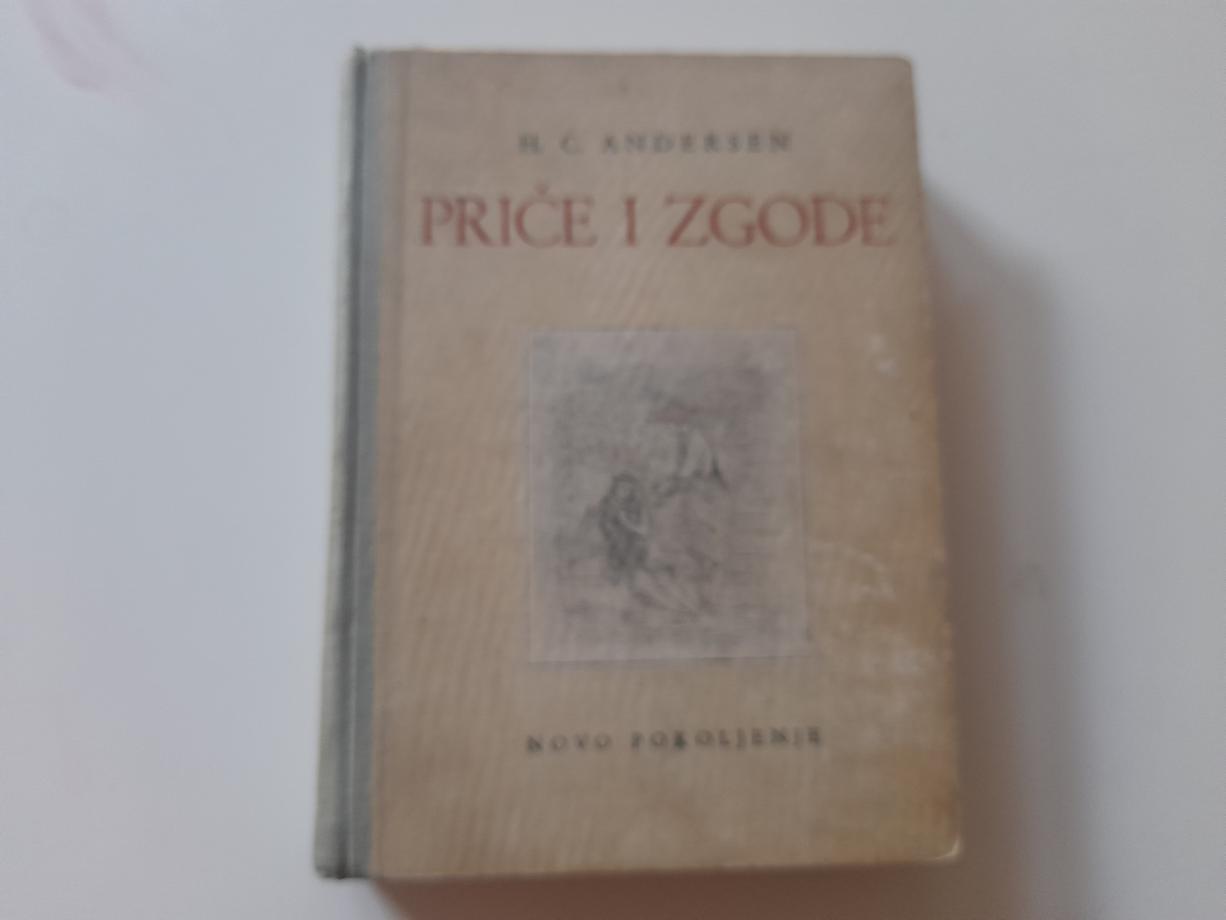 H. C. ANDERSEN
PRIČE I ZGODE
NOVO POKOLJENJE